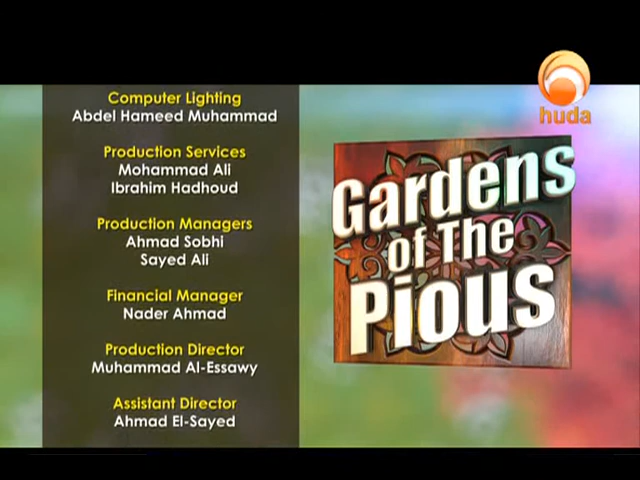 Computer Lighting
Abdel Hameed Muhammad
Production Services
Mohammad Ali
Ibrahim Hadhoud
Production Managers
Ahmad Sobhi
Sayed Ali
Financial Manager
Nader Ahmad
Production Director
Muhammad Al-Essawy
Assistant Director
Ahmad El-Sayed
huda
Gardens
of The
Pious